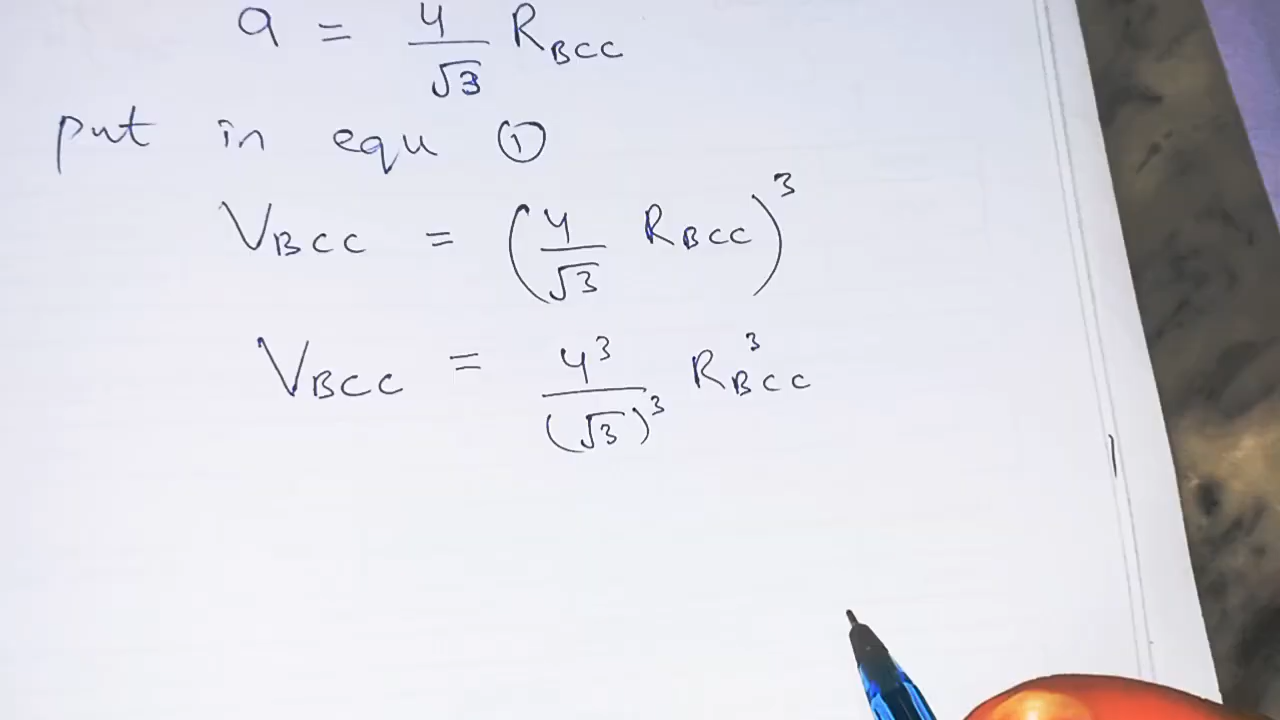 a = 4/√3 R_BCC
put in equ ①
V_BCC = (4/√3 R_BCC)^3
V_BCC = 4^3/(√3)^3 R_BCC^3